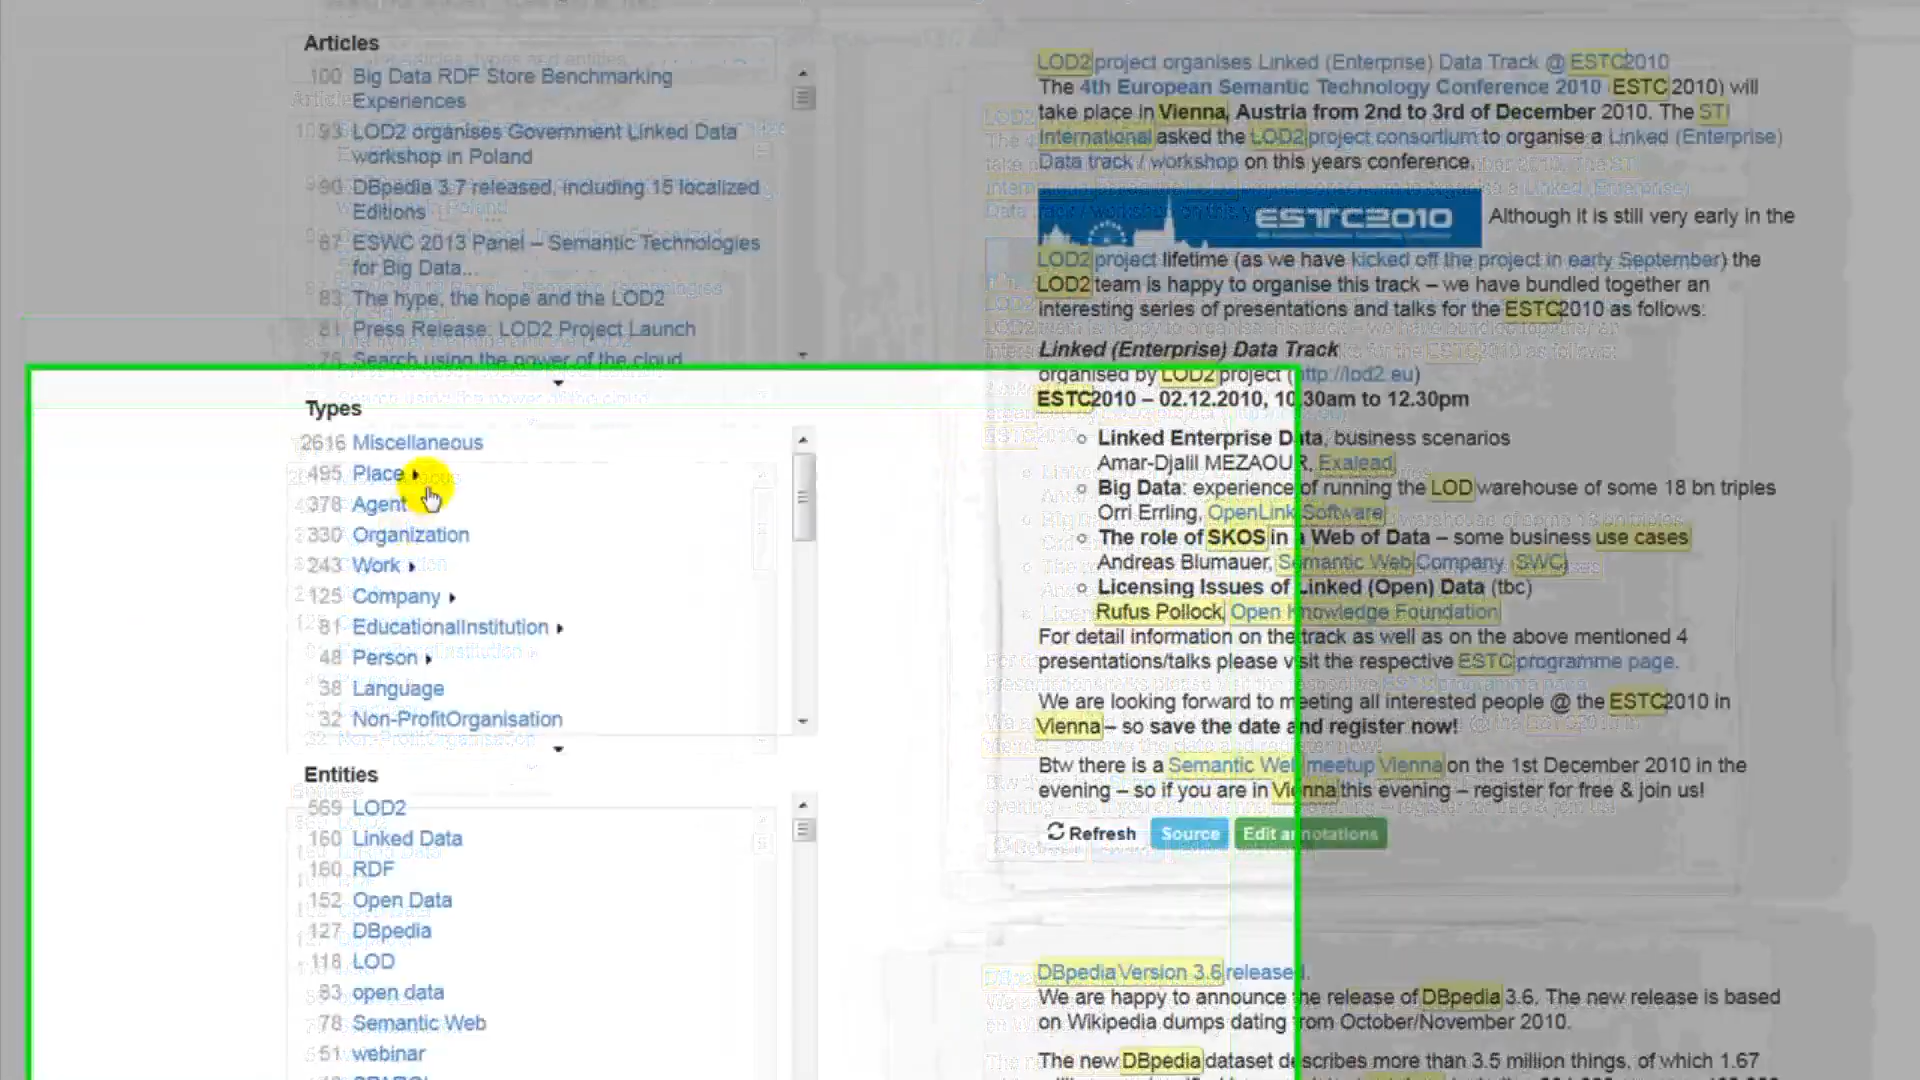 Articles
100 Big Data RDF Store Benchmarking
Experiences
93 LOD2 organises Government Linked Data
workshop in Poland
90 DBpedia 3.7 released, including 15 localized
Editions
87 ESWC 2013 Panel – Semantic Technologies
for Big Data...
83 The hype, the hope and the LOD2
81 Press Release: LOD2 Project Launch
76 Search using the power of the cloud
Types
2616 Miscellaneous
495 Place
378 Agent
330 Organization
243 Work
125 Company
81 EducationalInstitution
48 Person
38 Language
32 Non-ProfitOrganisation
Entities
569 LOD2
160 Linked Data
160 RDF
152 Open Data
127 DBpedia
118 LOD
83 open data
78 Semantic Web
51 webinar
LOD2 project organises Linked (Enterprise) Data Track @ ESTC2010
The 4th European Semantic Technology Conference 2010 (ESTC 2010) will
take place in Vienna, Austria from 2nd to 3rd of December 2010. The STI
International asked the LOD2 project consortium to organise a Linked (Enterprise)
Data track / workshop on this years conference.
ESTC2010 Although it is still very early in the
LOD2 project lifetime (as we have kicked off the project in early September) the
LOD2 team is happy to organise this track – we have bundled together an
interesting series of presentations and talks for the ESTC2010 as follows:
Linked (Enterprise) Data Track
organised by LOD2 project (http://lod2.eu)
ESTC2010 – 02.12.2010, 10.30am to 12.30pm
Linked Enterprise Data, business scenarios
Amar-Djalil MEZAOUR, Exalead
Big Data: experience of running the LOD warehouse of some 18 bn triples
Orri Errling, OpenLink Software
The role of SKOS in a Web of Data – some business use cases
Andreas Blumauer, Semantic Web Company (SWC)
Licensing Issues of Linked (Open) Data (tbc)
Rufus Pollock, Open Knowledge Foundation
For detail information on the track as well as on the above mentioned 4
presentations/talks please visit the respective ESTC programme page.
We are looking forward to meeting all interested people @ the ESTC2010 in
Vienna – so save the date and register now!
Btw there is a Semantic Web meetup Vienna on the 1st December 2010 in the
evening – so if you are in Vienna this evening – register for free & join us!
Refresh Source Edit annotations
DBpedia Version 3.6 released.
We are happy to announce the release of DBpedia 3.6. The new release is based
on Wikipedia dumps dating from October/November 2010.
The new DBpedia dataset describes more than 3.5 million things, of which 1.67